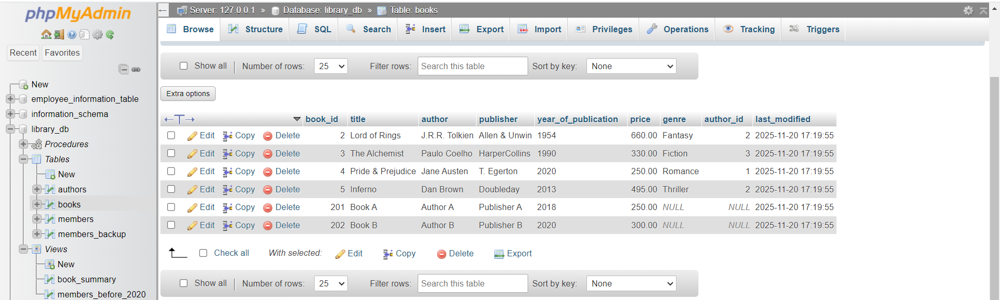 phpMyAdmin
Recent Favorites
New
employee_information_table
information_schema
library_db
Procedures
Tables
New
authors
books
members
members_backup
Views
New
book_summary
members_before_2020
Server: 127.0.0.1 » Database: library_db » Table: books
Browse Structure SQL Search Insert Export Import Privileges Operations Tracking Triggers
Show all Number of rows: 25 Filter rows: Search this table Sort by key: None
Extra options
book_id title author publisher year_of_publication price genre author_id last_modified
Edit Copy Delete 2 Lord of Rings J.R.R. Tolkien Allen & Unwin 1954 660.00 Fantasy 2 2025-11-20 17:19:55
Edit Copy Delete 3 The Alchemist Paulo Coelho HarperCollins 1990 330.00 Fiction 3 2025-11-20 17:19:55
Edit Copy Delete 4 Pride & Prejudice Jane Austen T. Egerton 2020 250.00 Romance 1 2025-11-20 17:19:55
Edit Copy Delete 5 Inferno Dan Brown Doubleday 2013 495.00 Thriller 2 2025-11-20 17:19:55
Edit Copy Delete 201 Book A Author A Publisher A 2018 250.00 NULL NULL 2025-11-20 17:19:55
Edit Copy Delete 202 Book B Author B Publisher B 2020 300.00 NULL NULL 2025-11-20 17:19:55
Check all With selected: Edit Copy Delete Export
Show all Number of rows: 25 Filter rows: Search this table Sort by key: None